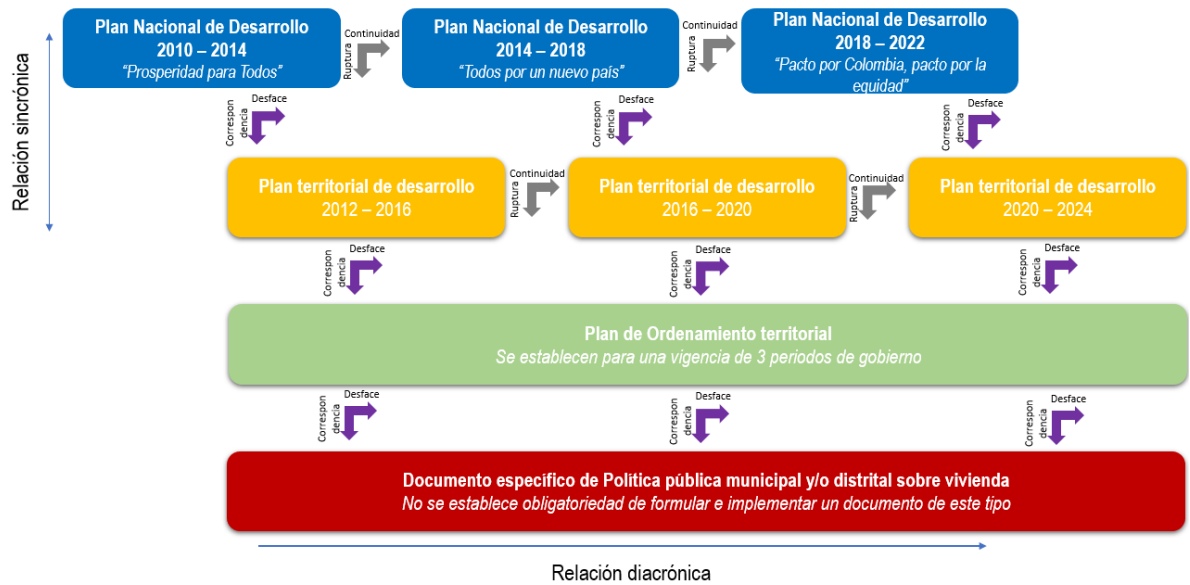 Plan Nacional de Desarrollo
2010 – 2014
“Prosperidad para Todos”
Continuidad
Ruptura
Plan Nacional de Desarrollo
2014 – 2018
“Todos por un nuevo país”
Continuidad
Ruptura
Plan Nacional de Desarrollo
2018 – 2022
“Pacto por Colombia, pacto por la
equidad”
Relación sincrónica
Desface
Correspon
dencia
Desface
Correspon
dencia
Desface
Correspon
dencia
Plan territorial de desarrollo
2012 – 2016
Continuidad
Ruptura
Plan territorial de desarrollo
2016 – 2020
Continuidad
Ruptura
Plan territorial de desarrollo
2020 – 2024
Desface
Correspon
dencia
Desface
Correspon
dencia
Desface
Correspon
dencia
Plan de Ordenamiento territorial
Se establecen para una vigencia de 3 periodos de gobierno
Desface
Correspon
dencia
Desface
Correspon
dencia
Desface
Correspon
dencia
Documento específico de Política pública municipal y/o distrital sobre vivienda
No se establece obligatoriedad de formular e implementar un documento de este tipo
Relación diacrónica